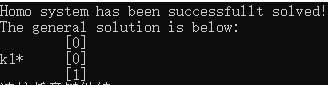 Homo system has been successfullt solved!
The general solution is below:
[0]
k1* [0]
[1]